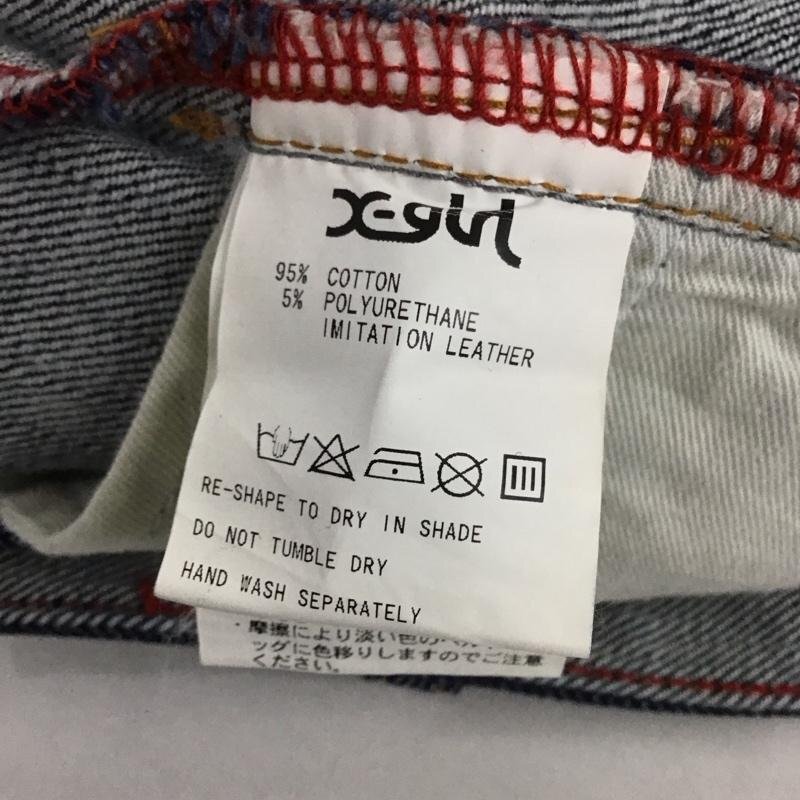 X-girl
95% COTTON
5% POLYURETHANE
IMITATION LEATHER
RE-SHAPE TO DRY IN SHADE
DO NOT TUMBLE DRY
HAND WASH SEPARATELY
・摩擦により淡い色の
ッグに色移りしますのでご注意
ください。